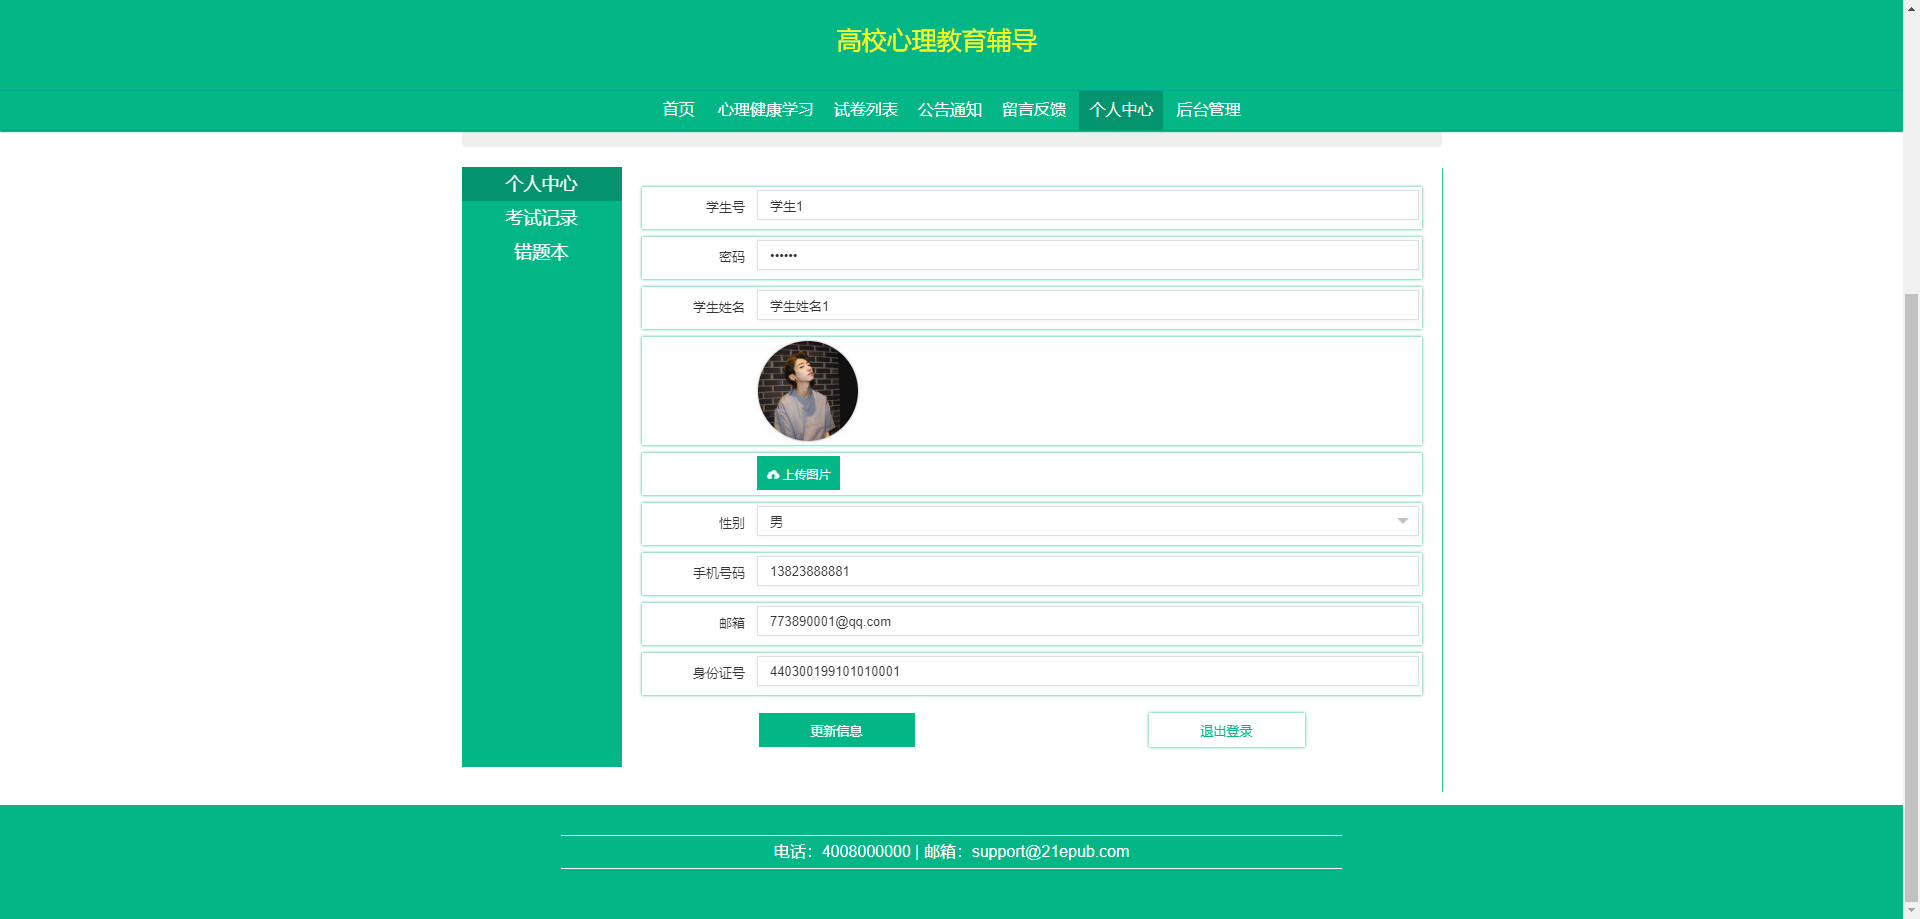 高校心理教育辅导
首页 心理健康学习 试卷列表 公告通知 留言反馈 个人中心 后台管理
个人中心
考试记录
错题本
学生号 学生1
密码 ••••••
学生姓名 学生姓名1
上传图片
性别 男
手机号码 13823888881
邮箱 773890001@qq.com
身份证号 440300199101010001
更新信息 退出登录
电话：4008000000 | 邮箱：support@21epub.com